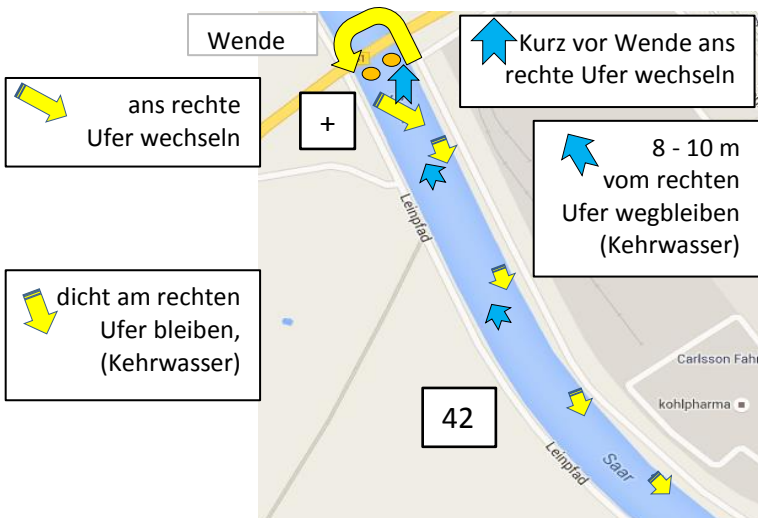 Wende
Kurz vor Wende ans
rechte Ufer wechseln
ans rechte
Ufer wechseln
+
8 - 10 m
vom rechten
Ufer wegbleiben
(Kehrwasser)
Leinpfad
dicht am rechten
Ufer bleiben,
(Kehrwasser)
Carlsson Fahr
kohlpharma
42
Leinpfad
Saar